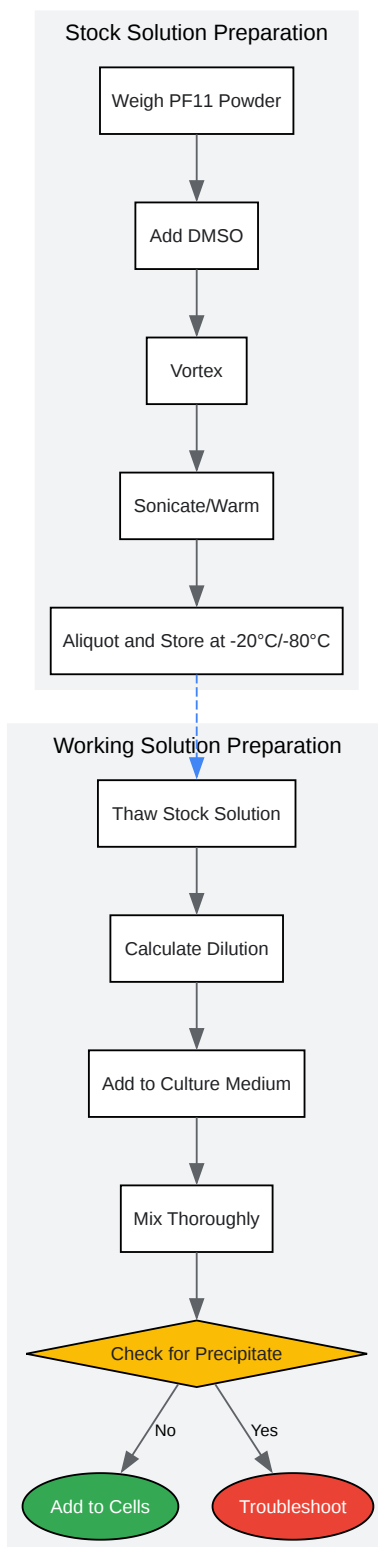 Stock Solution Preparation
Weigh PF11 Powder
Add DMSO
Vortex
Sonicate/Warm
Aliquot and Store at -20°C/-80°C
Working Solution Preparation
Thaw Stock Solution
Calculate Dilution
Add to Culture Medium
Mix Thoroughly
Check for Precipitate
No
Yes
Add to Cells
Troubleshoot